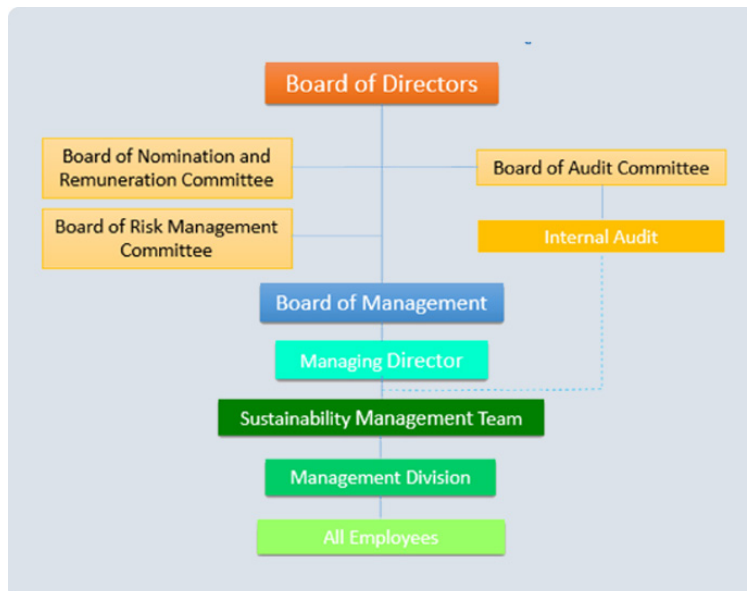 Board of Directors
Board of Nomination and
Remuneration Committee
Board of Audit Committee
Board of Risk Management
Committee
Internal Audit
Board of Management
Managing Director
Sustainability Management Team
Management Division
All Employees